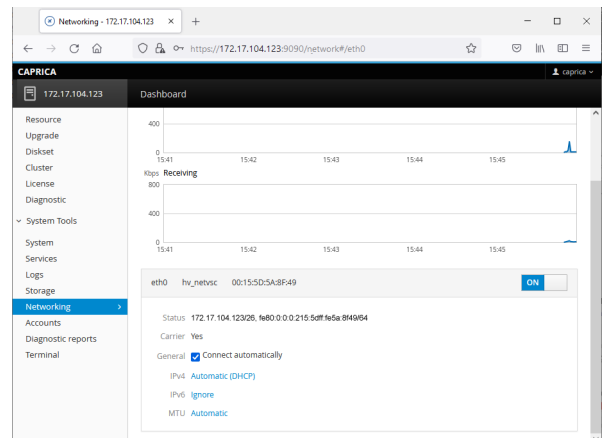 Networking - 172.17.104.123
https://172.17.104.123:9090/network#/eth0
CAPRICA
caprica
172.17.104.123
Dashboard
Resource
Upgrade
Diskset
Cluster
License
Diagnostic
System Tools
System
Services
Logs
Storage
Networking
Accounts
Diagnostic reports
Terminal
400
0
15:41 15:42 15:43 15:44 15:45
Kbps Receiving
800
400
0
15:41 15:42 15:43 15:44 15:45
eth0 hv_netsvc 00:15:5D:5A:8F:49
ON
Status 172.17.104.123/26, fe80:0:0:0:215:5dff:fe5a:8f49/64
Carrier Yes
General Connect automatically
IPv4 Automatic (DHCP)
IPv6 Ignore
MTU Automatic